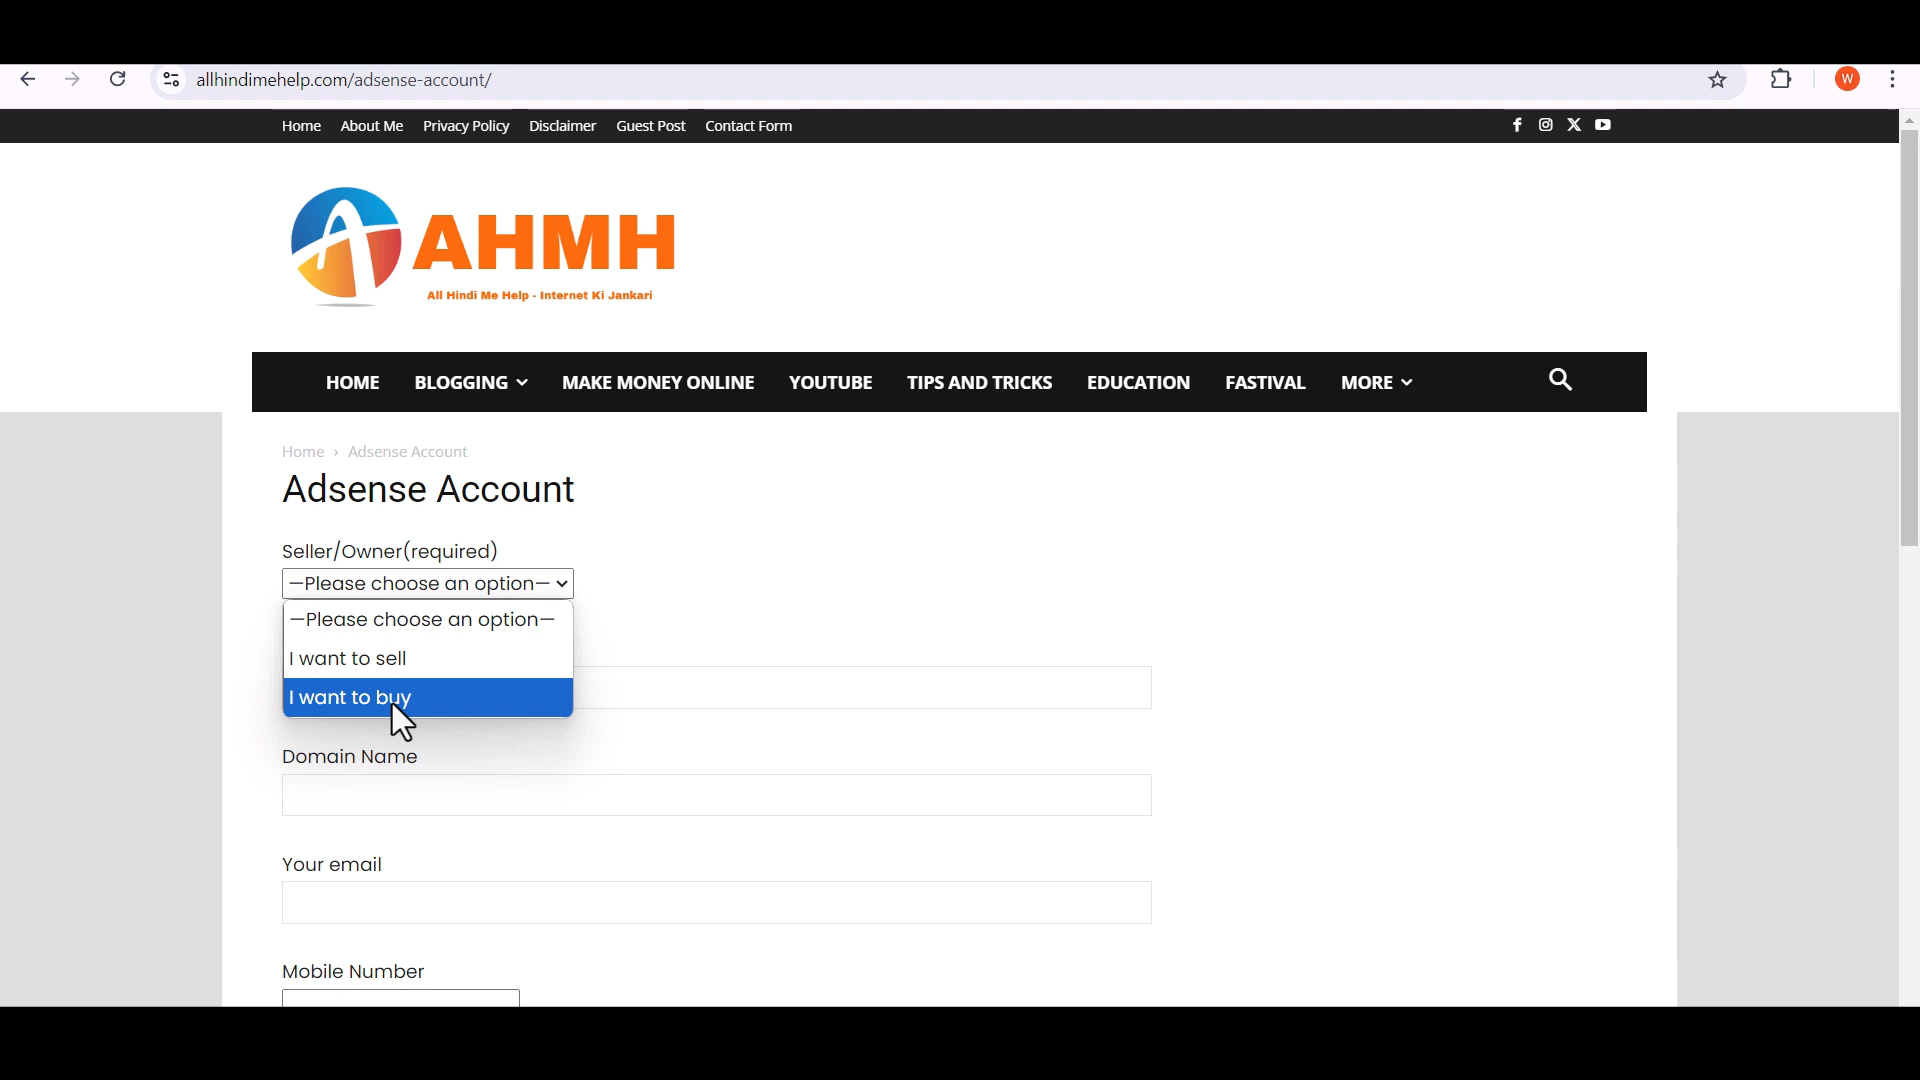 allhindimehelp.com/adsense-account/
W
Home About Me Privacy Policy Disclaimer Guest Post Contact Form
AHMH
All Hindi Me Help - Internet Ki Jankari
HOME BLOGGING MAKE MONEY ONLINE YOUTUBE TIPS AND TRICKS EDUCATION FASTIVAL MORE
Home › Adsense Account
Adsense Account
Seller/Owner(required)
—Please choose an option—
—Please choose an option—
I want to sell
I want to buy
Domain Name
Your email
Mobile Number